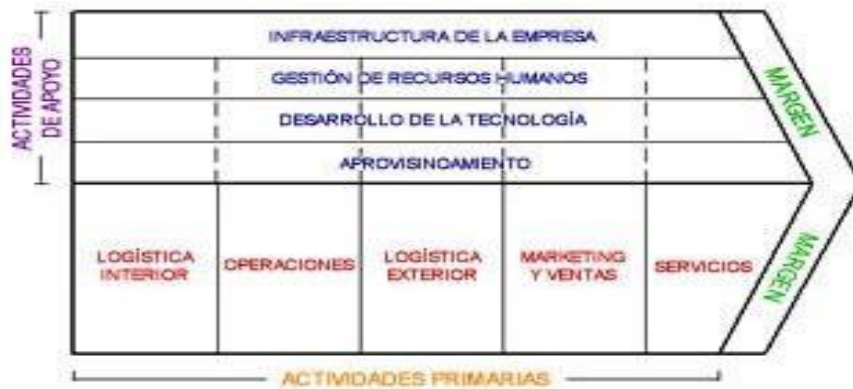 ACTIVIDADES
DE APOYO
INFRAESTRUCTURA DE LA EMPRESA
GESTIÓN DE RECURSOS HUMANOS
DESARROLLO DE LA TECNOLOGÍA
APROVISINOAMIENTO
MARGEN
LOGÍSTICA
INTERIOR
OPERACIONES
LOGÍSTICA
EXTERIOR
MARKETING
Y VENTAS
SERVICIOS
MARGEN
ACTIVIDADES PRIMARIAS